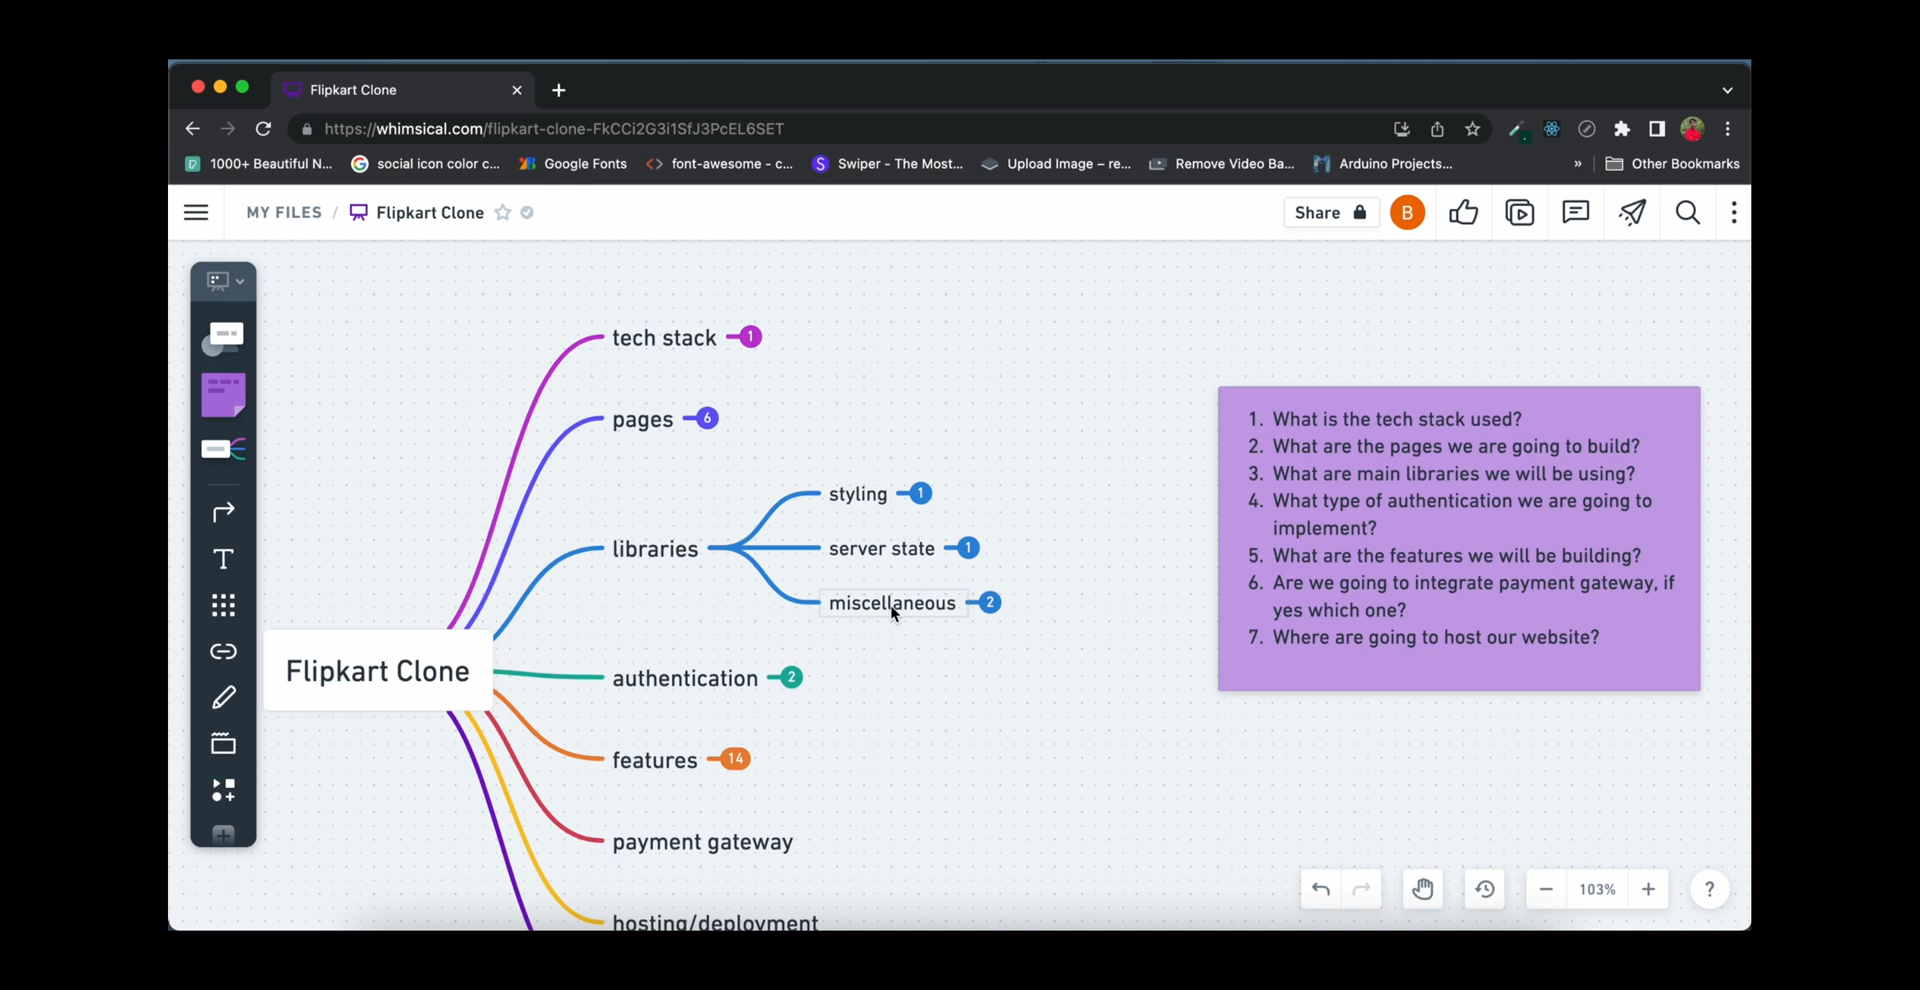 Flipkart Clone
https://whimsical.com/flipkart-clone-FkCCi2G3i1SfJ3PcEL6SET
1000+ Beautiful N...
social icon color c...
Google Fonts
font-awesome - c...
Swiper - The Most...
Upload Image – re...
Remove Video Ba...
Arduino Projects...
»
Other Bookmarks
MY FILES / Flipkart Clone
Share
B
tech stack 1
pages 6
styling 1
libraries
server state 1
miscellaneous 2
Flipkart Clone
authentication 2
features 14
payment gateway
hosting/deployment
1. What is the tech stack used?
2. What are the pages we are going to build?
3. What are main libraries we will be using?
4. What type of authentication we are going to
implement?
5. What are the features we will be building?
6. Are we going to integrate payment gateway, if
yes which one?
7. Where are going to host our website?
T
103%
?